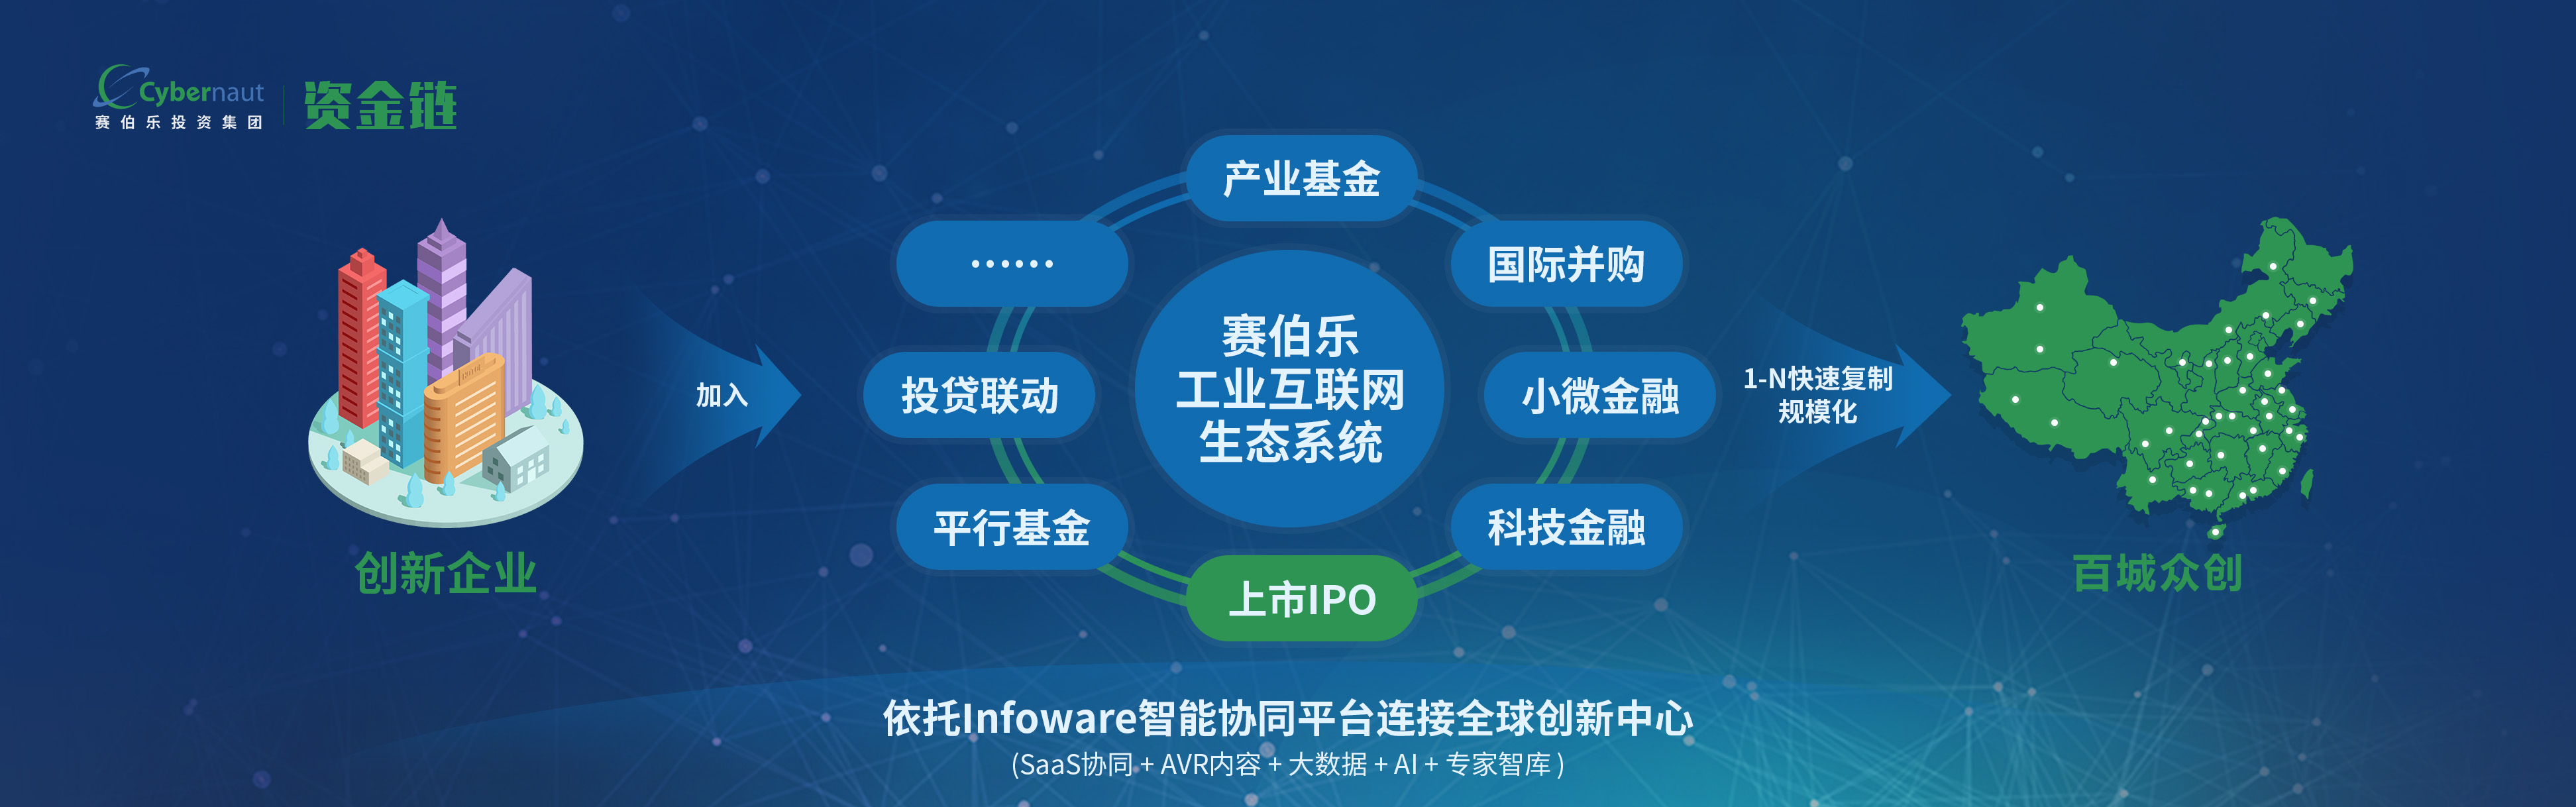 Cybernaut
赛伯乐投资集团
资金链
产业基金
……
国际并购
赛伯乐
工业互联网
生态系统
加入
投贷联动
小微金融
1-N快速复制
规模化
平行基金
科技金融
上市IPO
创新企业
百城众创
依托Infoware智能协同平台连接全球创新中心
(SaaS协同 + AVR内容 + 大数据 + AI + 专家智库 )